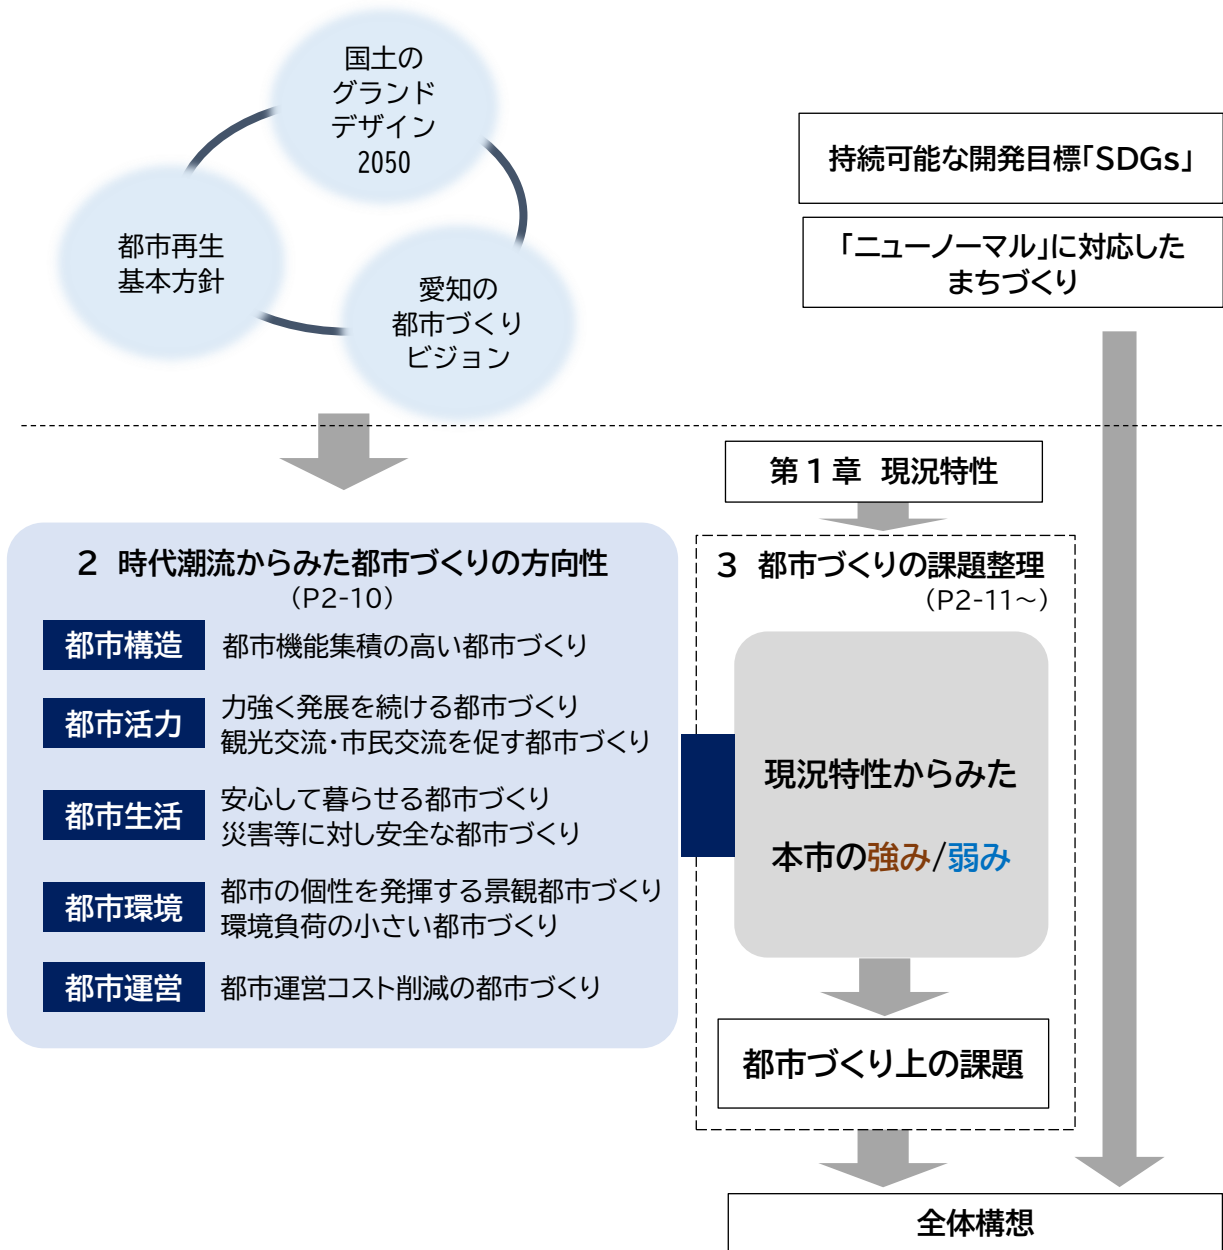 国土の
グランド
デザイン
2050
都市再生
基本方針
愛知の
都市づくり
ビジョン
持続可能な開発目標「SDGs」
「ニューノーマル」に対応した
まちづくり
第1章 現況特性
2 時代潮流からみた都市づくりの方向性
（P2-10）
都市構造 都市機能集積の高い都市づくり
都市活力 力強く発展を続ける都市づくり
観光交流・市民交流を促す都市づくり
都市生活 安心して暮らせる都市づくり
災害等に対し安全な都市づくり
都市環境 都市の個性を発揮する景観都市づくり
環境負荷の小さい都市づくり
都市運営 都市運営コスト削減の都市づくり
3 都市づくりの課題整理
（P2-11～）
現況特性からみた
本市の強み/弱み
都市づくり上の課題
全体構想